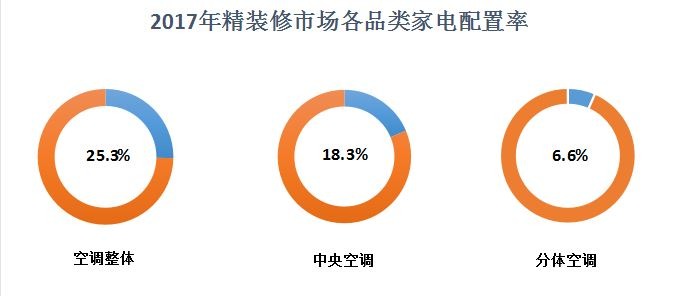 2017年精装修市场各品类家电配置率
25.3%
18.3%
6.6%
空调整体
中央空调
分体空调